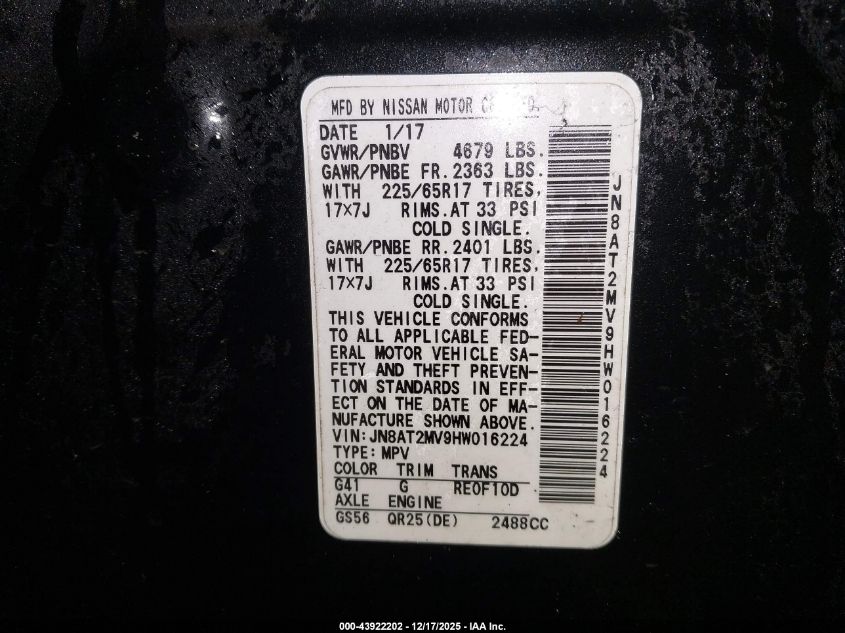 MFD BY NISSAN MOTOR
DATE 1/17
GVWR/PNBV 4679 LBS.
GAWR/PNBE FR. 2363 LBS.
WITH 225/65R17 TIRES,
17×7J RIMS. AT 33 PSI
COLD SINGLE.
GAWR/PNBE RR. 2401 LBS.
WITH 225/65R17 TIRES,
17×7J RIMS. AT 33 PSI
COLD SINGLE.
THIS VEHICLE CONFORMS
TO ALL APPLICABLE FED-
ERAL MOTOR VEHICLE SA-
FETY AND THEFT PREVEN-
TION STANDARDS IN EFF-
ECT ON THE DATE OF MA-
NUFACTURE SHOWN ABOVE.
VIN:JN8AT2MV9HW016224
TYPE:MPV
COLOR TRIM TRANS
G41 G RE0F10D
AXLE ENGINE
GS56 QR25(DE) 2488CC
JN8AT2MV9HW016224
000-43922202 - 12/17/2025 - IAA Inc.